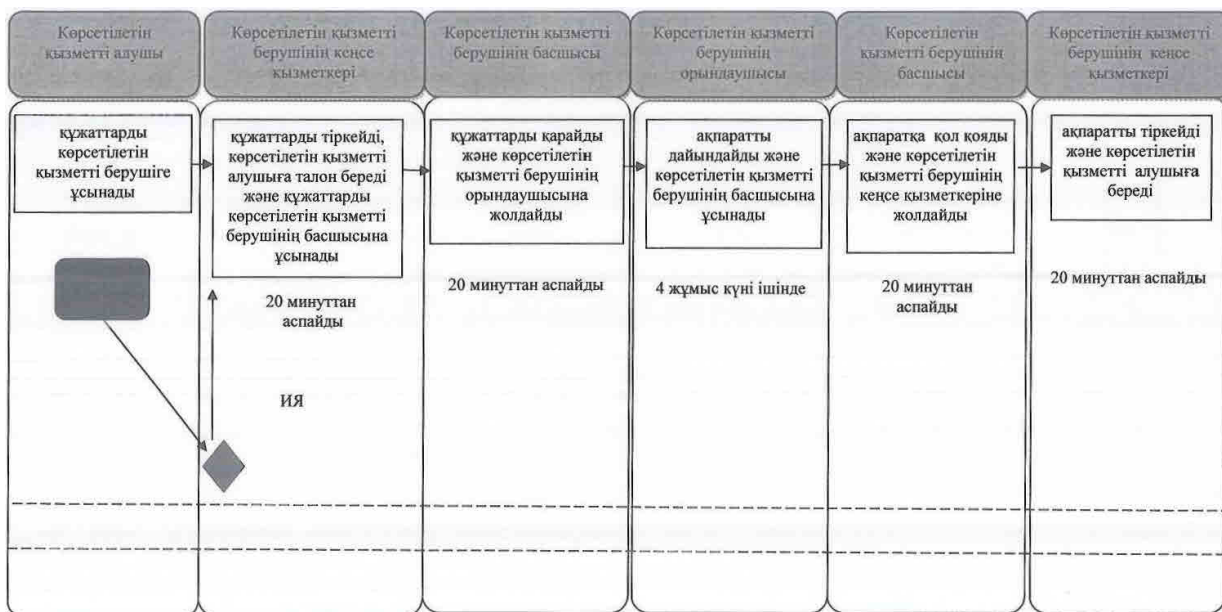 Көрсетілетін
қызметті алушы
Көрсетілетін қызметті
берушінің кеңсе
қызметкері
Көрсетілетін қызметті
берушінің басшысы
Көрсетілетін қызметті
берушінің
орындаушысы
Көрсетілетін
қызметті берушінің
басшысы
Көрсетілетін қызметті
берушінің кеңсе
қызметкері
құжаттарды
көрсетілетін
қызметті берушіге
ұсынады
құжаттарды тіркейді,
көрсетілетін қызметті
алушыға талон береді
және құжаттарды
көрсетілетін қызметті
берушінің басшысына
ұсынады
құжаттарды қарайды
және көрсетілетін
қызметті берушінің
орындаушысына
жолдайды
ақпаратты
дайындайды және
көрсетілетін қызметті
берушінің басшысына
ұсынады
ақпаратқа қол қояды
және көрсетілетін
қызметті берушінің
кеңсе қызметкеріне
жолдайды
ақпаратты тіркейді
және көрсетілетін
қызметті алушыға
береді
20 минуттан
аспайды
20 минуттан аспайды
4 жұмыс күні ішінде
20 минуттан
аспайды
20 минуттан аспайды
ИЯ